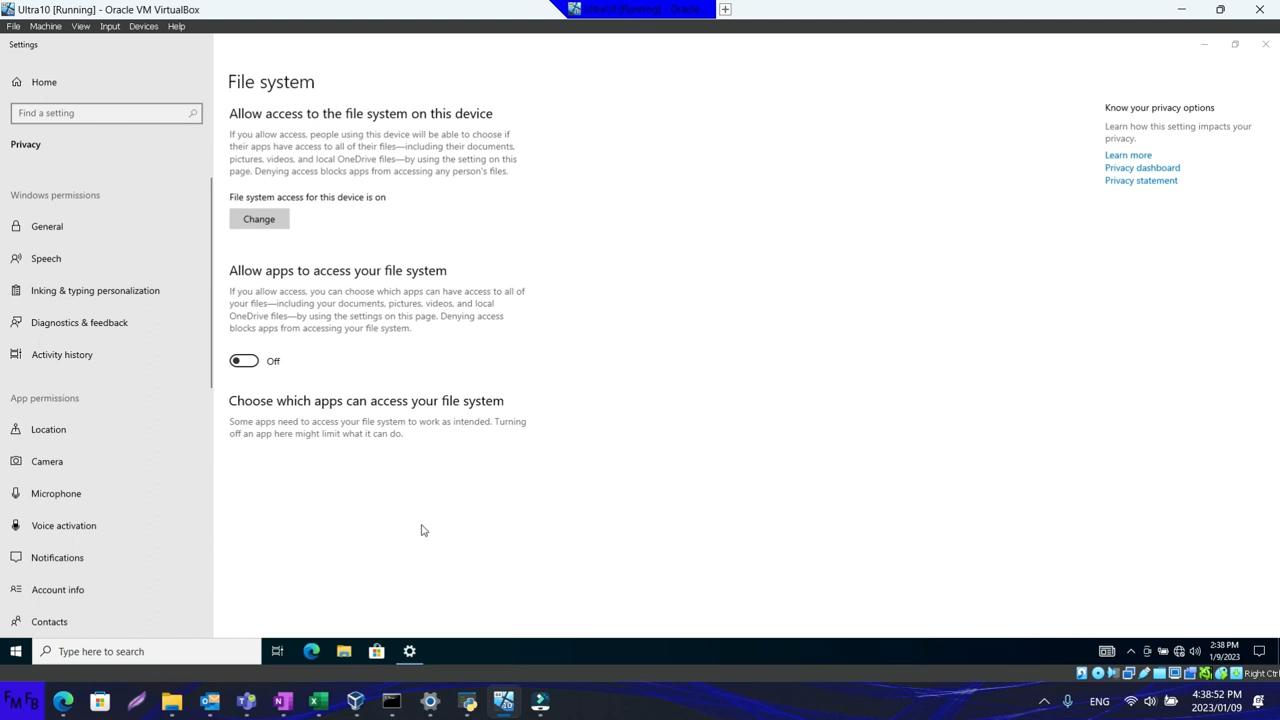 Ultra10 [Running] - Oracle VM VirtualBox
Ultra10 [Running] - Oracle
File Machine View Input Devices Help
Settings
Home
Find a setting
Privacy
Windows permissions
General
Speech
Inking & typing personalization
Diagnostics & feedback
Activity history
App permissions
Location
Camera
Microphone
Voice activation
Notifications
Account info
Contacts
File system
Allow access to the file system on this device
If you allow access, people using this device will be able to choose if
their apps have access to all of their files—including their documents,
pictures, videos, and local OneDrive files—by using the setting on this
page. Denying access blocks apps from accessing any person's files.
File system access for this device is on
Change
Allow apps to access your file system
If you allow access, you can choose which apps can have access to all of
your files—including your documents, pictures, videos, and local
OneDrive files—by using the settings on this page. Denying access
blocks apps from accessing your file system.
Off
Choose which apps can access your file system
Some apps need to access your file system to work as intended. Turning
off an app here might limit what it can do.
Know your privacy options
Learn how this setting impacts your
privacy.
Learn more
Privacy dashboard
Privacy statement
Type here to search
2:38 PM
1/9/2023
Right Ctrl
FMFB
ENG
4:38:52 PM
2023/01/09